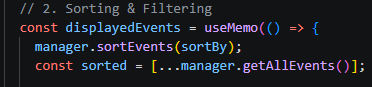 // 2. Sorting & Filtering
const displayedEvents = useMemo(() => {
manager.sortEvents(sortBy);
const sorted = [...manager.getAllEvents()];